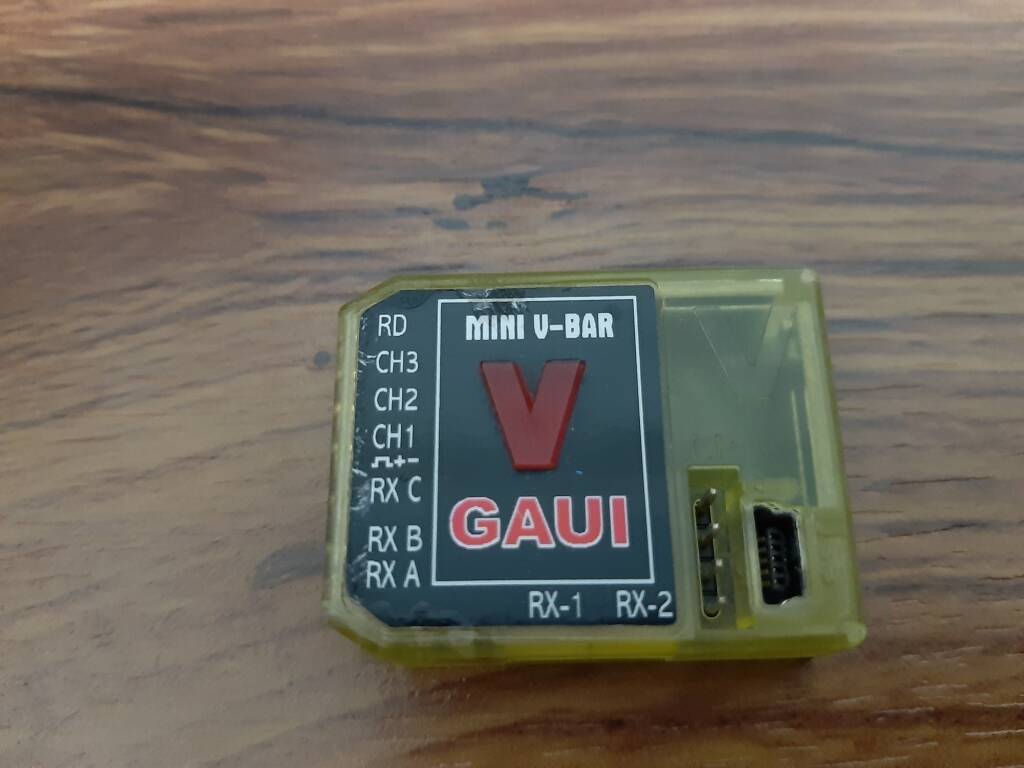 RD
CH3
CH2
CH1
⎍+-
RX C
RX B
RX A
MINI V-BAR
V
GAUI
RX-1 RX-2